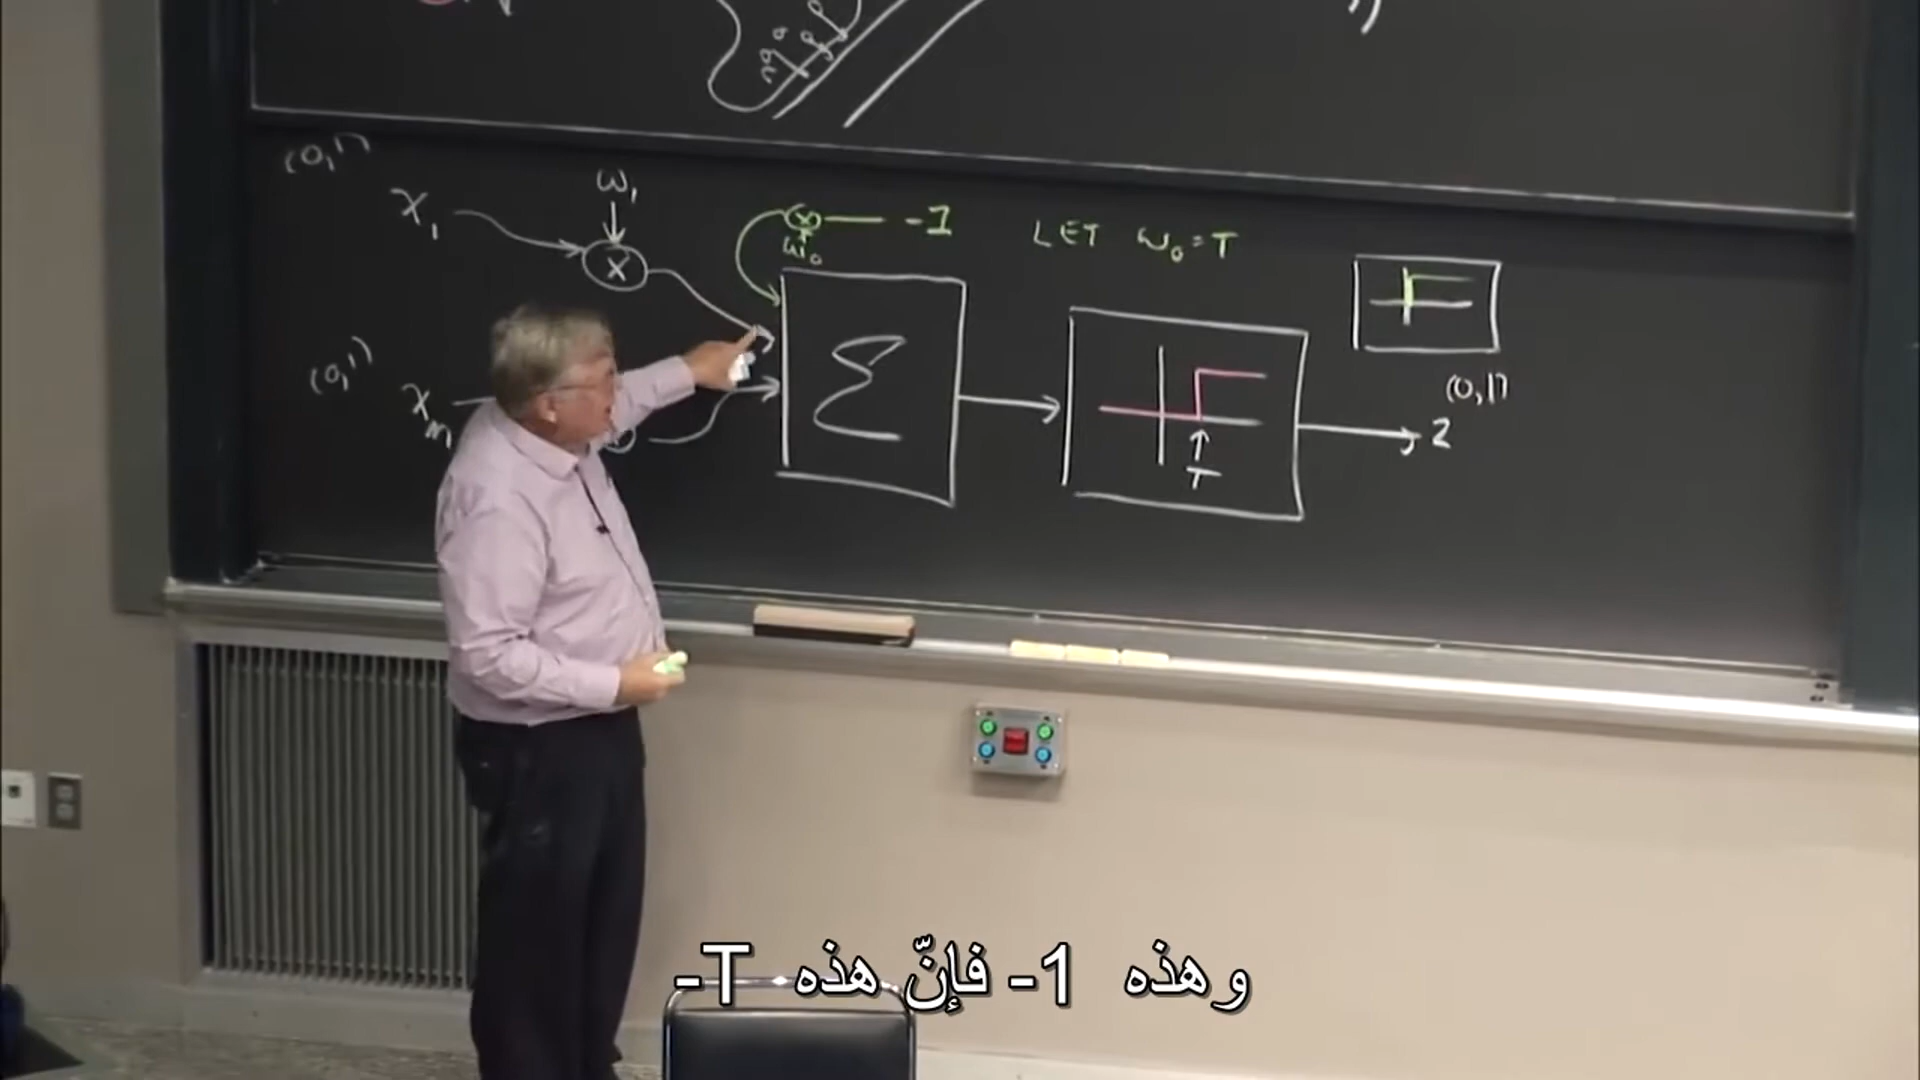 (0,1)
x₁
w₁
x
x
w₀
-1
LET w₀ = T
(0,1)
xₘ
Σ
T
(0,1)
z
وهذه 1- فإنّ هذه T-